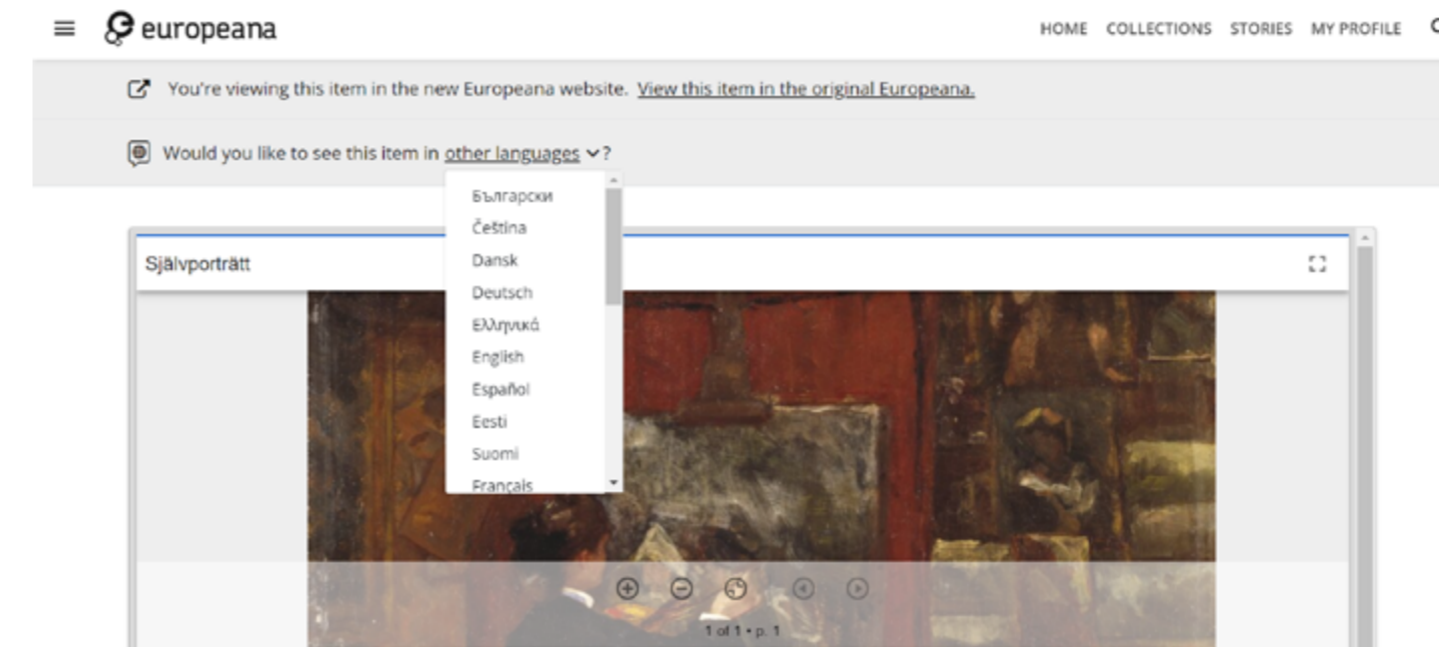 europeana
HOME COLLECTIONS STORIES MY PROFILE
You're viewing this item in the new Europeana website. View this item in the original Europeana.
Would you like to see this item in other languages ?
Български
Čeština
Dansk
Deutsch
Ελληνικά
English
Español
Eesti
Suomi
Français
Självporträtt
1 of 1 • p. 1